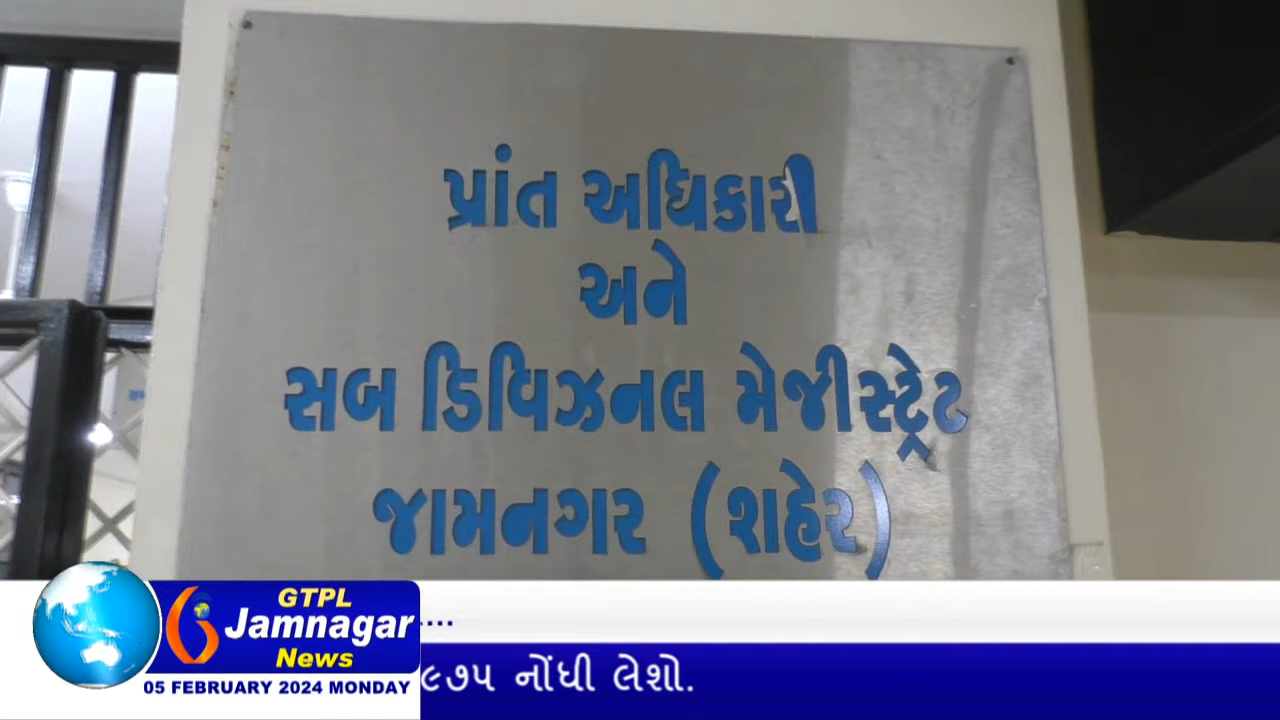 પ્રાંત અધિકારી
અને
સબ ડિવિઝનલ મેજીસ્ટ્રેટ
જામનગર (શહેર)
GTPL
Jamnagar
News
....
05 FEBRUARY 2024 MONDAY
૯૭૫ નોંધી લેશો.